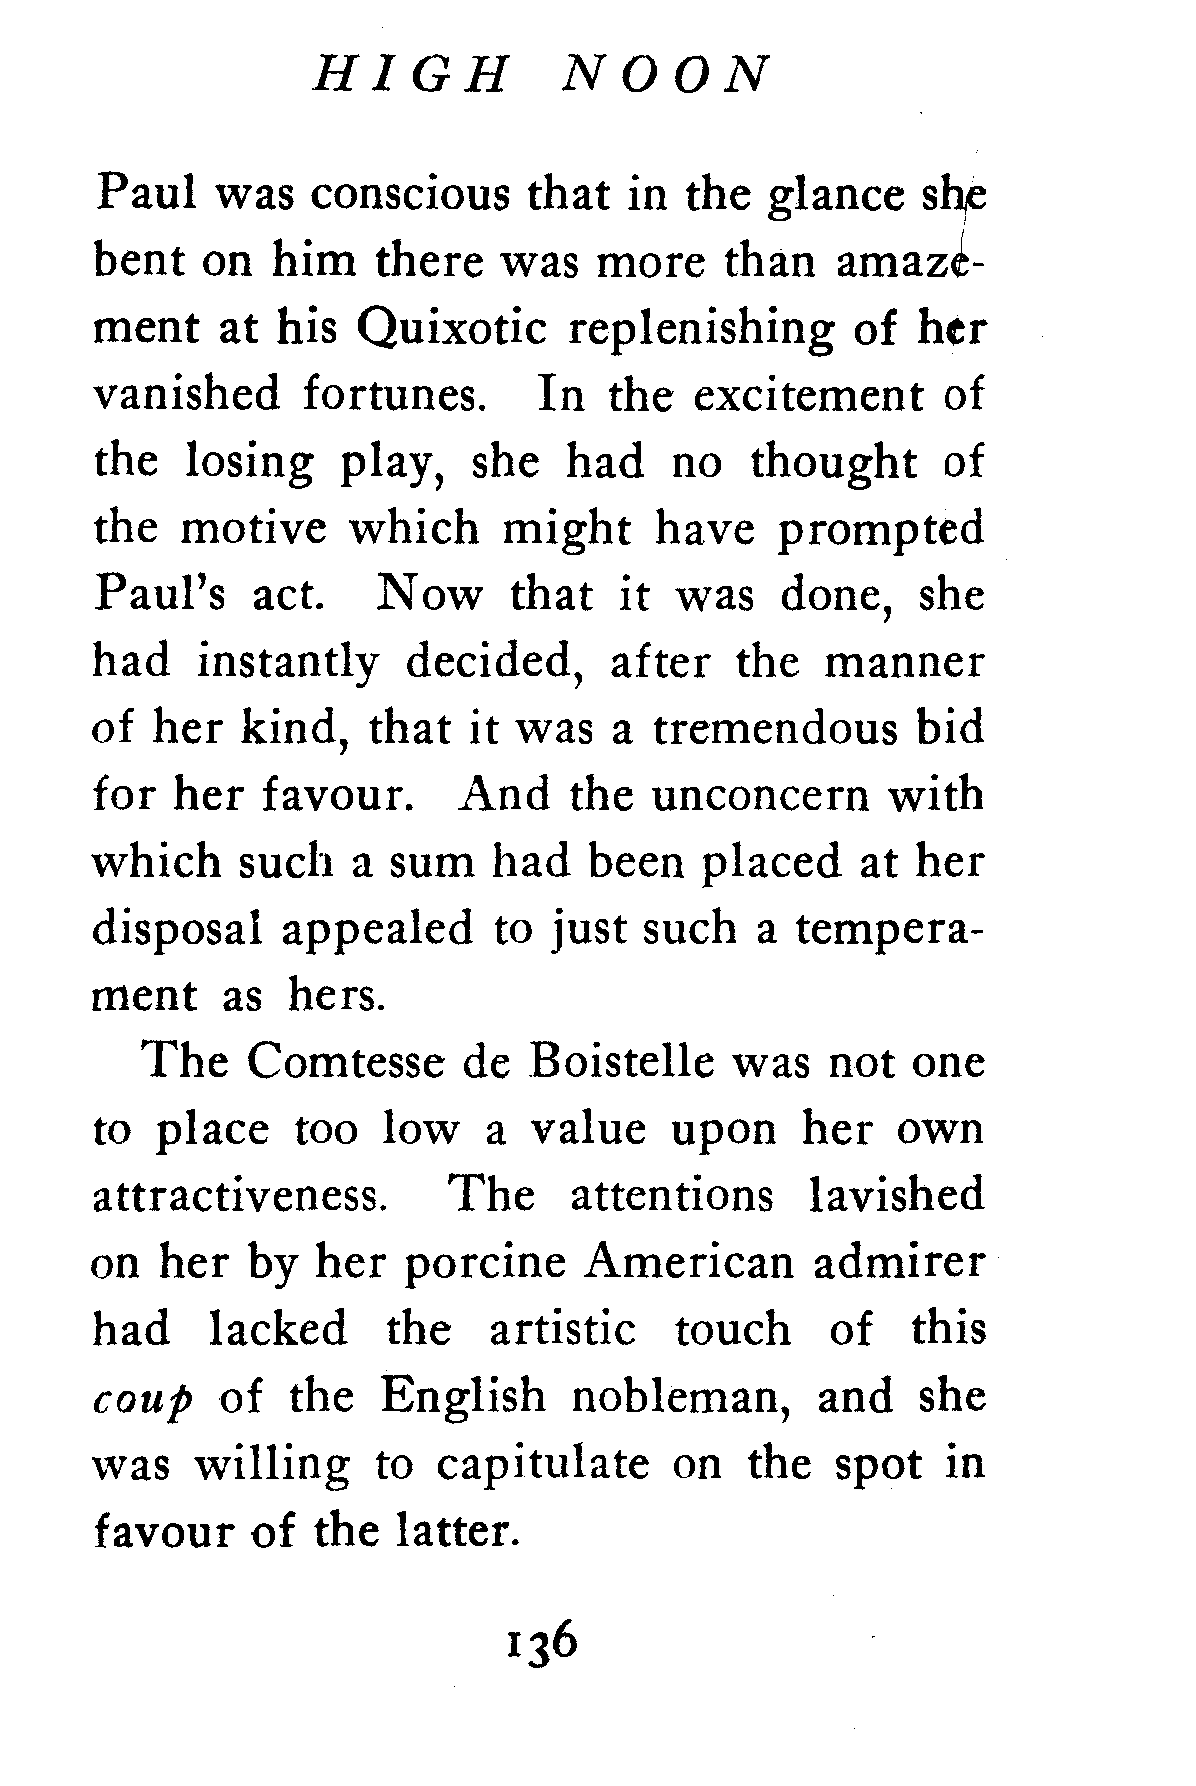 HIGH NOON
Paul was conscious that in the glance she
bent on him there was more than amaze-
ment at his Quixotic replenishing of her
vanished fortunes. In the excitement of
the losing play, she had no thought of
the motive which might have prompted
Paul's act. Now that it was done, she
had instantly decided, after the manner
of her kind, that it was a tremendous bid
for her favour. And the unconcern with
which such a sum had been placed at her
disposal appealed to just such a tempera-
ment as hers.
The Comtesse de Boistelle was not one
to place too low a value upon her own
attractiveness. The attentions lavished
on her by her porcine American admirer
had lacked the artistic touch of this
coup of the English nobleman, and she
was willing to capitulate on the spot in
favour of the latter.
136